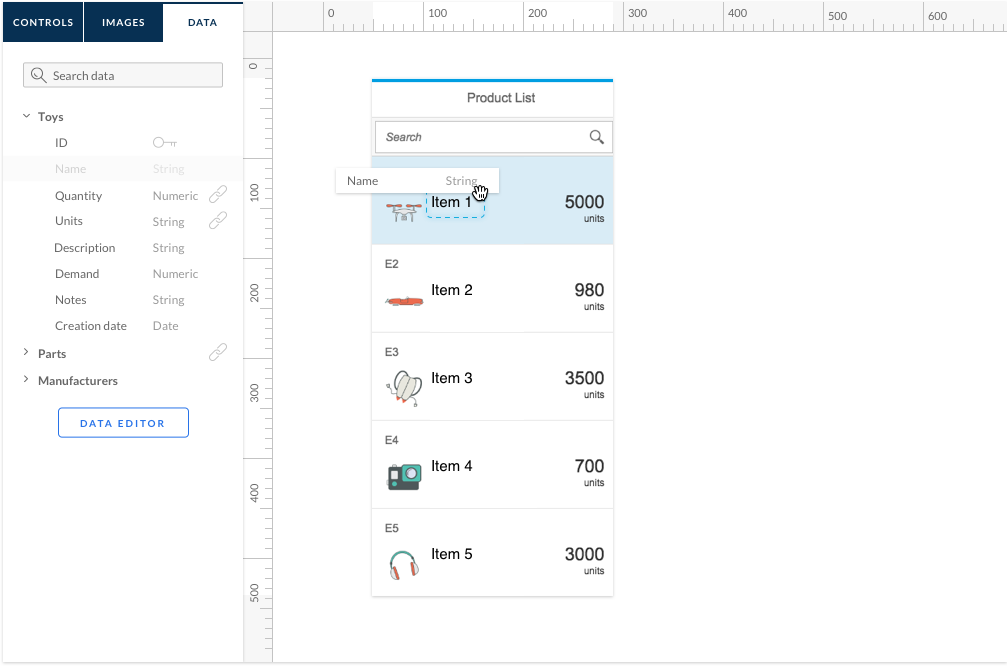 CONTROLS IMAGES DATA
0 100 200 300 400 500 600
Search data
Toys
ID
Name String
Quantity Numeric
Units String
Description String
Demand Numeric
Notes String
Creation date Date
Parts
Manufacturers
DATA EDITOR
0
100
200
300
400
500
Product List
Search
Name String
Item 1 5000
units
E2
Item 2 980
units
E3
Item 3 3500
units
E4
Item 4 700
units
E5
Item 5 3000
units